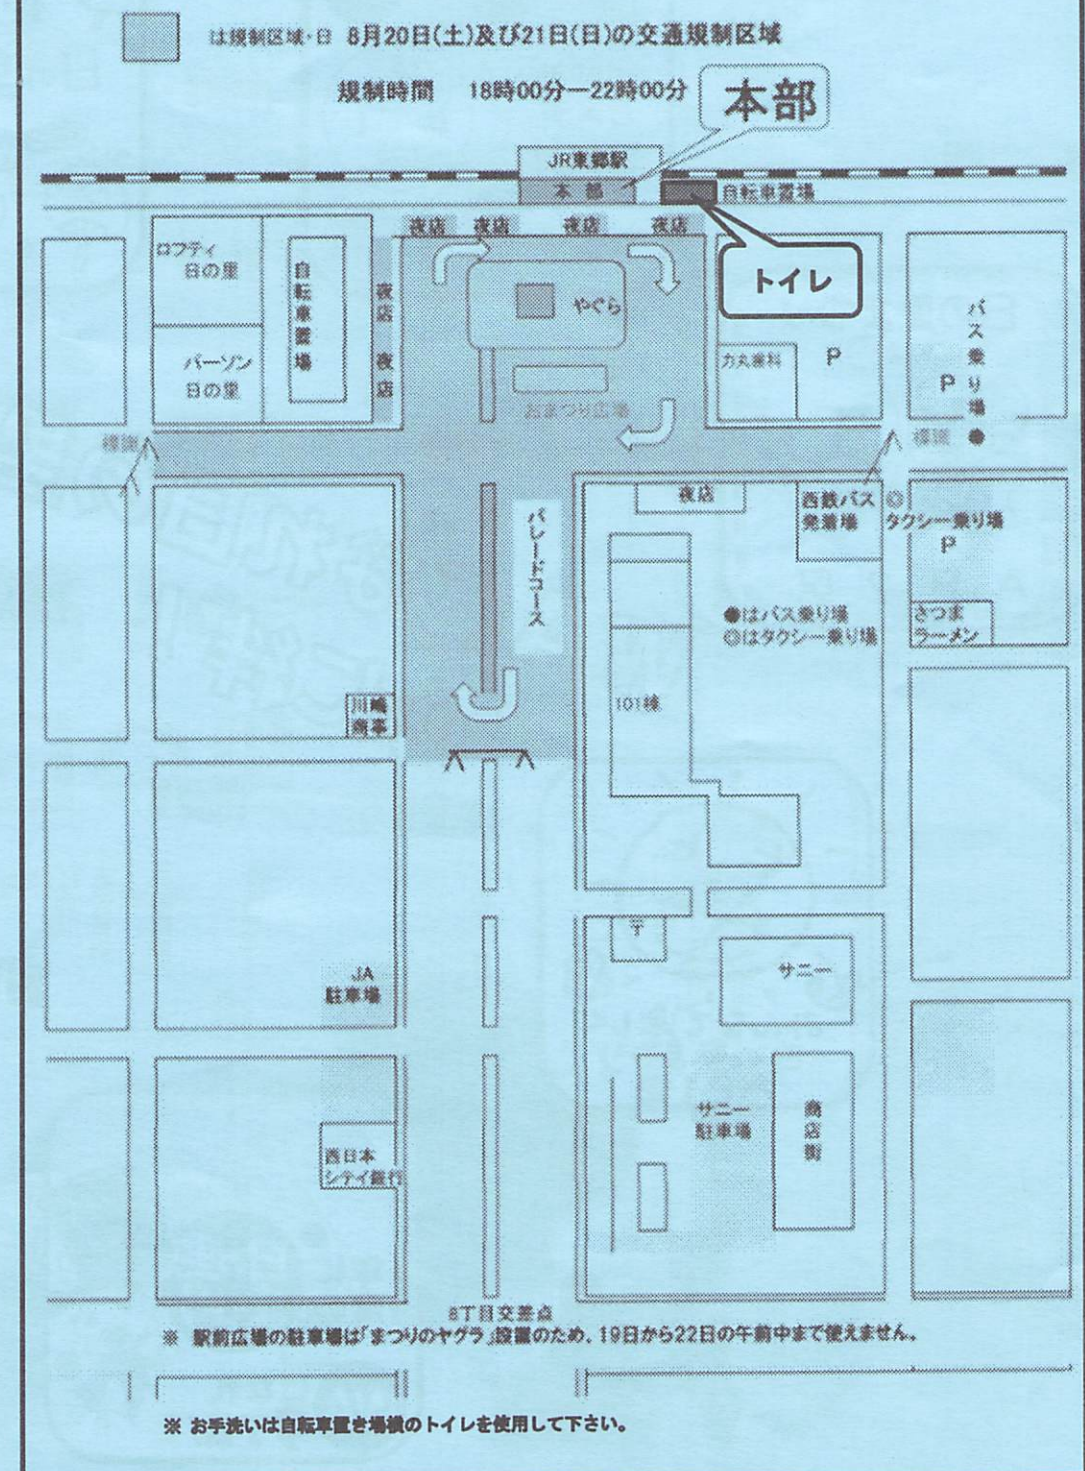 は規制区域・日 8月20日(土)及び21日(日)の交通規制区域
規制時間 18時00分ー22時00分
本部
JR東郷駅
本部
自転車置場
夜店 夜店 夜店 夜店
トイレ
ロフティ
日の里
自転車置場
夜店
夜店
やぐら
バス乗り場
パーソン
日の里
力丸歯科
P
P
おまつり広場
標識
標識 ●
夜店
西鉄バス
発着場
◎
タクシー乗り場
P
パレードコース
●はバス乗り場
◎はタクシー乗り場
さつま
ラーメン
川嶋
商事
101棟
〒
サニー
JA
駐車場
サニー
駐車場
商店街
西日本
シテイ銀行
8丁目交差点
※ 駅前広場の駐車場は「まつりのヤグラ」設置のため、19日から22日の午前中まで使えません。
※ お手洗いは自転車置き場横のトイレを使用して下さい。